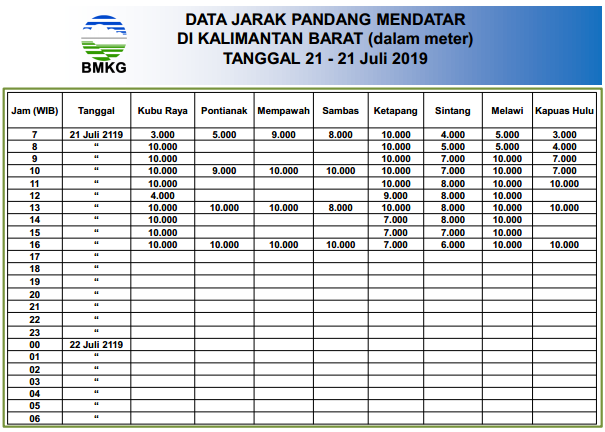 BMKG
DATA JARAK PANDANG MENDATAR
DI KALIMANTAN BARAT (dalam meter)
TANGGAL 21 - 21 Juli 2019
Jam (WIB) Tanggal Kubu Raya Pontianak Mempawah Sambas Ketapang Sintang Melawi Kapuas Hulu
7 21 Juli 2119 3.000 5.000 9.000 8.000 10.000 4.000 5.000 3.000
8 “ 10.000 10.000 5.000 5.000 4.000
9 “ 10.000 10.000 7.000 10.000 7.000
10 “ 10.000 9.000 10.000 10.000 10.000 7.000 10.000 7.000
11 “ 10.000 10.000 8.000 10.000 10.000
12 “ 4.000 9.000 8.000 10.000
13 “ 10.000 10.000 10.000 8.000 10.000 8.000 10.000 10.000
14 “ 10.000 7.000 8.000 10.000
15 “ 10.000 7.000 7.000 10.000
16 “ 10.000 10.000 10.000 10.000 7.000 6.000 10.000 10.000
17 “
18 “
19 “
20 “
21 “
22 “
23 “
00 22 Juli 2119
01 “
02 “
03 “
04 “
05 “
06 “